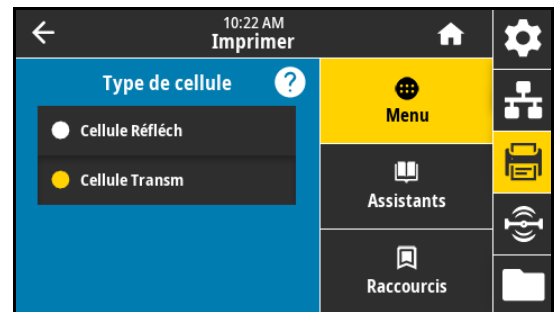 10:22 AM
Imprimer
Type de cellule
?
Cellule Réfléch
Cellule Transm
Menu
Assistants
Raccourcis